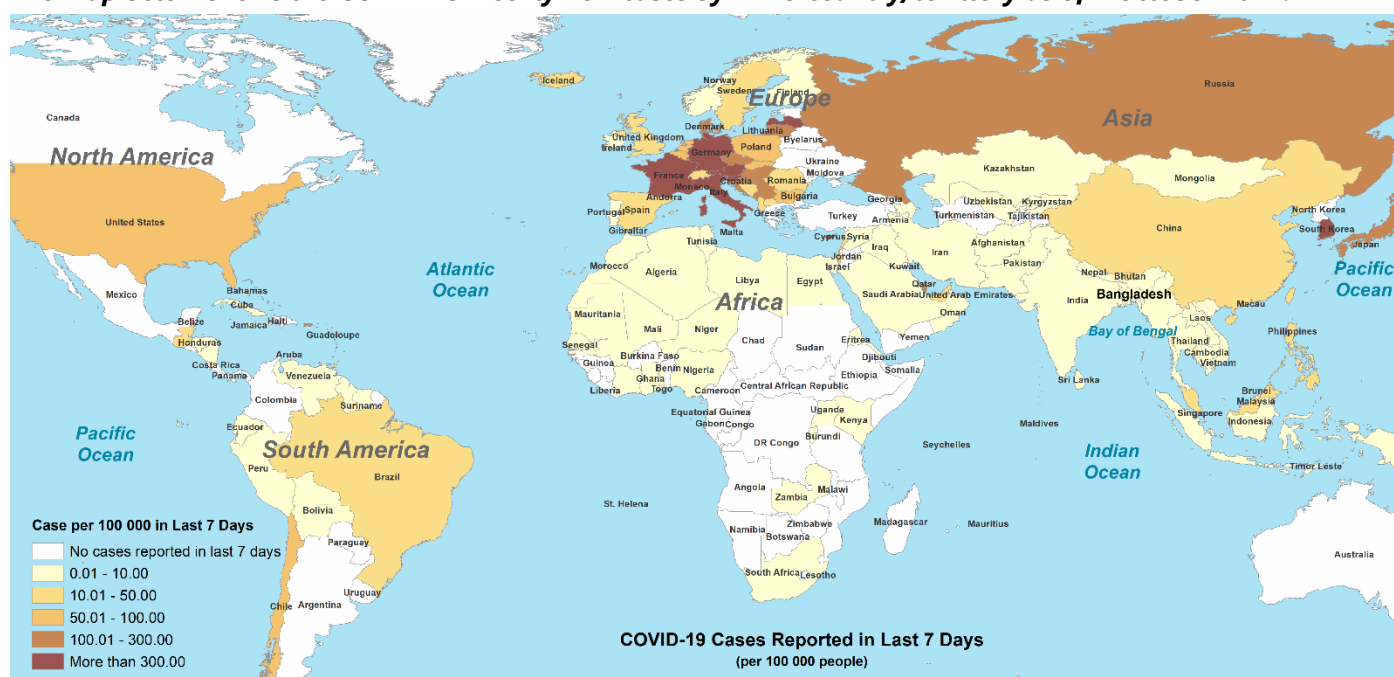 Canada
North America
United States
Mexico
Bahamas
Cuba
Belize
Jamaica
Haiti
Honduras
Guadeloupe
Aruba
Costa Rica
Panama
Venezuela
Colombia
Suriname
Ecuador
South America
Peru
Brazil
Bolivia
Paraguay
Uruguay
Chile
Argentina
Pacific
Ocean
Atlantic
Ocean
Iceland
Norway
Sweden
Finland
Europe
United Kingdom
Ireland
Denmark
Lithuania
Byelarus
Germany
Poland
Ukraine
Moldova
France
Croatia
Romania
Monaco
Italy
Andorra
Bulgaria
Portugal
Spain
Greece
Gibraltar
Malta
Turkey
Georgia
Armenia
Russia
Asia
Kazakhstan
Mongolia
Uzbekistan
Kyrgyzstan
Turkmenistan
Tajikistan
North Korea
South Korea
Japan
China
Pacific
Ocean
Cyprus
Syria
Iraq
Iran
Afghanistan
Jordan
Israel
Kuwait
Pakistan
Nepal
Bhutan
Qatar
Saudi Arabia
United Arab Emirates
India
Bangladesh
Macau
Oman
Yemen
Laos
Bay of Bengal
Thailand
Cambodia
Vietnam
Philippines
Sri Lanka
Brunei
Malaysia
Singapore
Indonesia
Maldives
Timor Leste
Indian
Ocean
Australia
Tunisia
Morocco
Algeria
Libya
Egypt
Africa
Mauritania
Mali
Niger
Chad
Sudan
Eritrea
Senegal
Burkina Faso
Djibouti
Guinea
Benin
Nigeria
Ethiopia
Somalia
Ghana
Togo
Liberia
Cameroon
Central African Republic
Equatorial Guinea
Gabon
Congo
Uganda
Kenya
DR Congo
Burundi
Seychelles
Angola
Zambia
Malawi
St. Helena
Namibia
Zimbabwe
Botswana
Madagascar
Mauritius
South Africa
Lesotho
Case per 100 000 in Last 7 Days
No cases reported in last 7 days
0.01 - 10.00
10.01 - 50.00
50.01 - 100.00
100.01 - 300.00
More than 300.00
COVID-19 Cases Reported in Last 7 Days
(per 100 000 people)